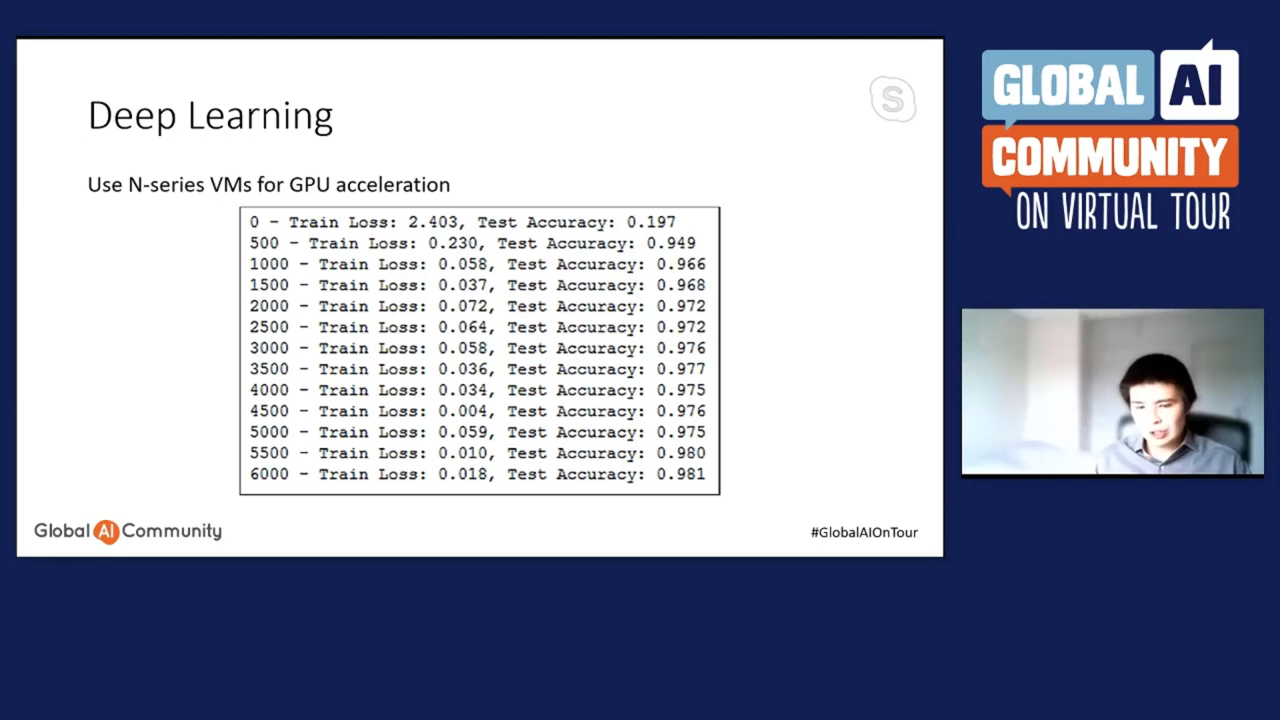 Deep Learning
S
Use N-series VMs for GPU acceleration
0 - Train Loss: 2.403, Test Accuracy: 0.197
500 - Train Loss: 0.230, Test Accuracy: 0.949
1000 - Train Loss: 0.058, Test Accuracy: 0.966
1500 - Train Loss: 0.037, Test Accuracy: 0.968
2000 - Train Loss: 0.072, Test Accuracy: 0.972
2500 - Train Loss: 0.064, Test Accuracy: 0.972
3000 - Train Loss: 0.058, Test Accuracy: 0.976
3500 - Train Loss: 0.036, Test Accuracy: 0.977
4000 - Train Loss: 0.034, Test Accuracy: 0.975
4500 - Train Loss: 0.004, Test Accuracy: 0.976
5000 - Train Loss: 0.059, Test Accuracy: 0.975
5500 - Train Loss: 0.010, Test Accuracy: 0.980
6000 - Train Loss: 0.018, Test Accuracy: 0.981
Global AI Community
#GlobalAIOnTour
GLOBAL AI
COMMUNITY
ON VIRTUAL TOUR